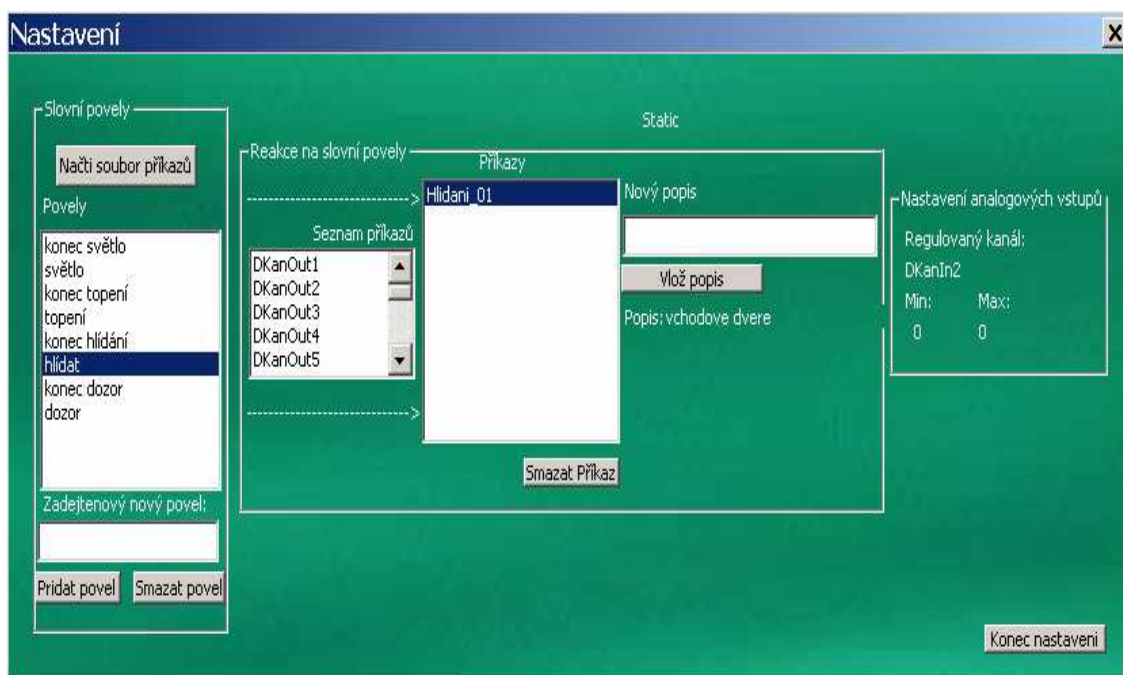 Nastavení
Slovní povely
Načti soubor příkazů
Povely
konec světlo
světlo
konec topení
topení
konec hlídání
hlídat
konec dozor
dozor
Zadejtenový nový povel:
Pridat povel
Smazat povel
Static
Reakce na slovní povely
Příkazy
-------------------------->
Seznam příkazů
DKanOut1
DKanOut2
DKanOut3
DKanOut4
DKanOut5
-------------------------->
Hlidani_01
Smazat Příkaz
Nový popis
Vlož popis
Popis: vchodove dvere
Nastavení analogových vstupů
Regulovaný kanál:
DKanIn2
Min: Max:
0 0
Konec nastaveni